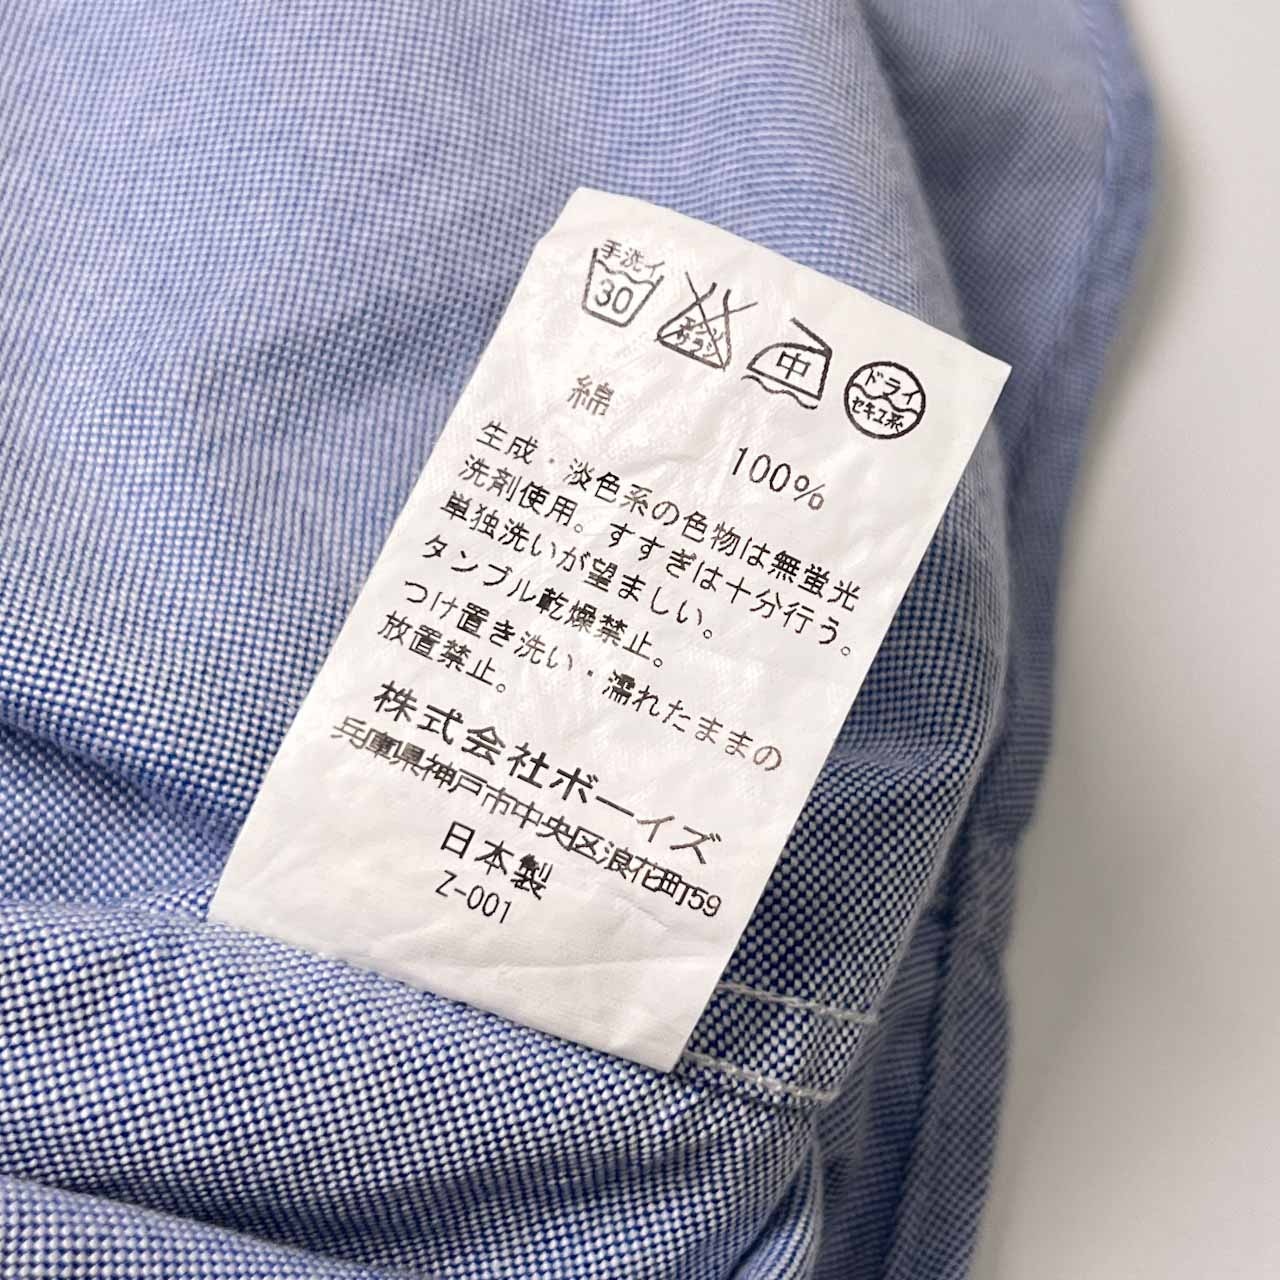 手洗イ
30
エンソ
サラシ
中
ドライ
セキユ系
綿 100%
生成・淡色系の色物は無蛍光
洗剤使用。すすぎは十分行う。
単独洗いが望ましい。
タンブル乾燥禁止。
つけ置き洗い・濡れたままの
放置禁止。
株式会社ボーイズ
兵庫県神戸市中央区浪花町59
日本製
Z-001